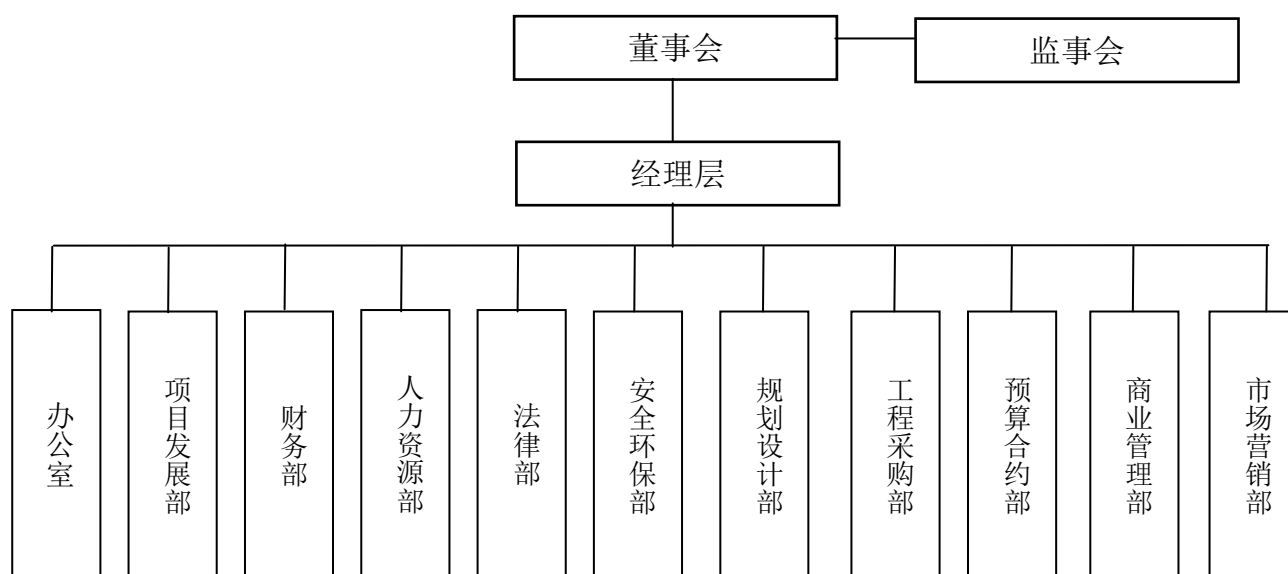 董事会
监事会
经理层
办公室
项目发展部
财务部
人力资源部
法律部
安全环保部
规划设计部
工程采购部
预算合约部
商业管理部
市场营销部